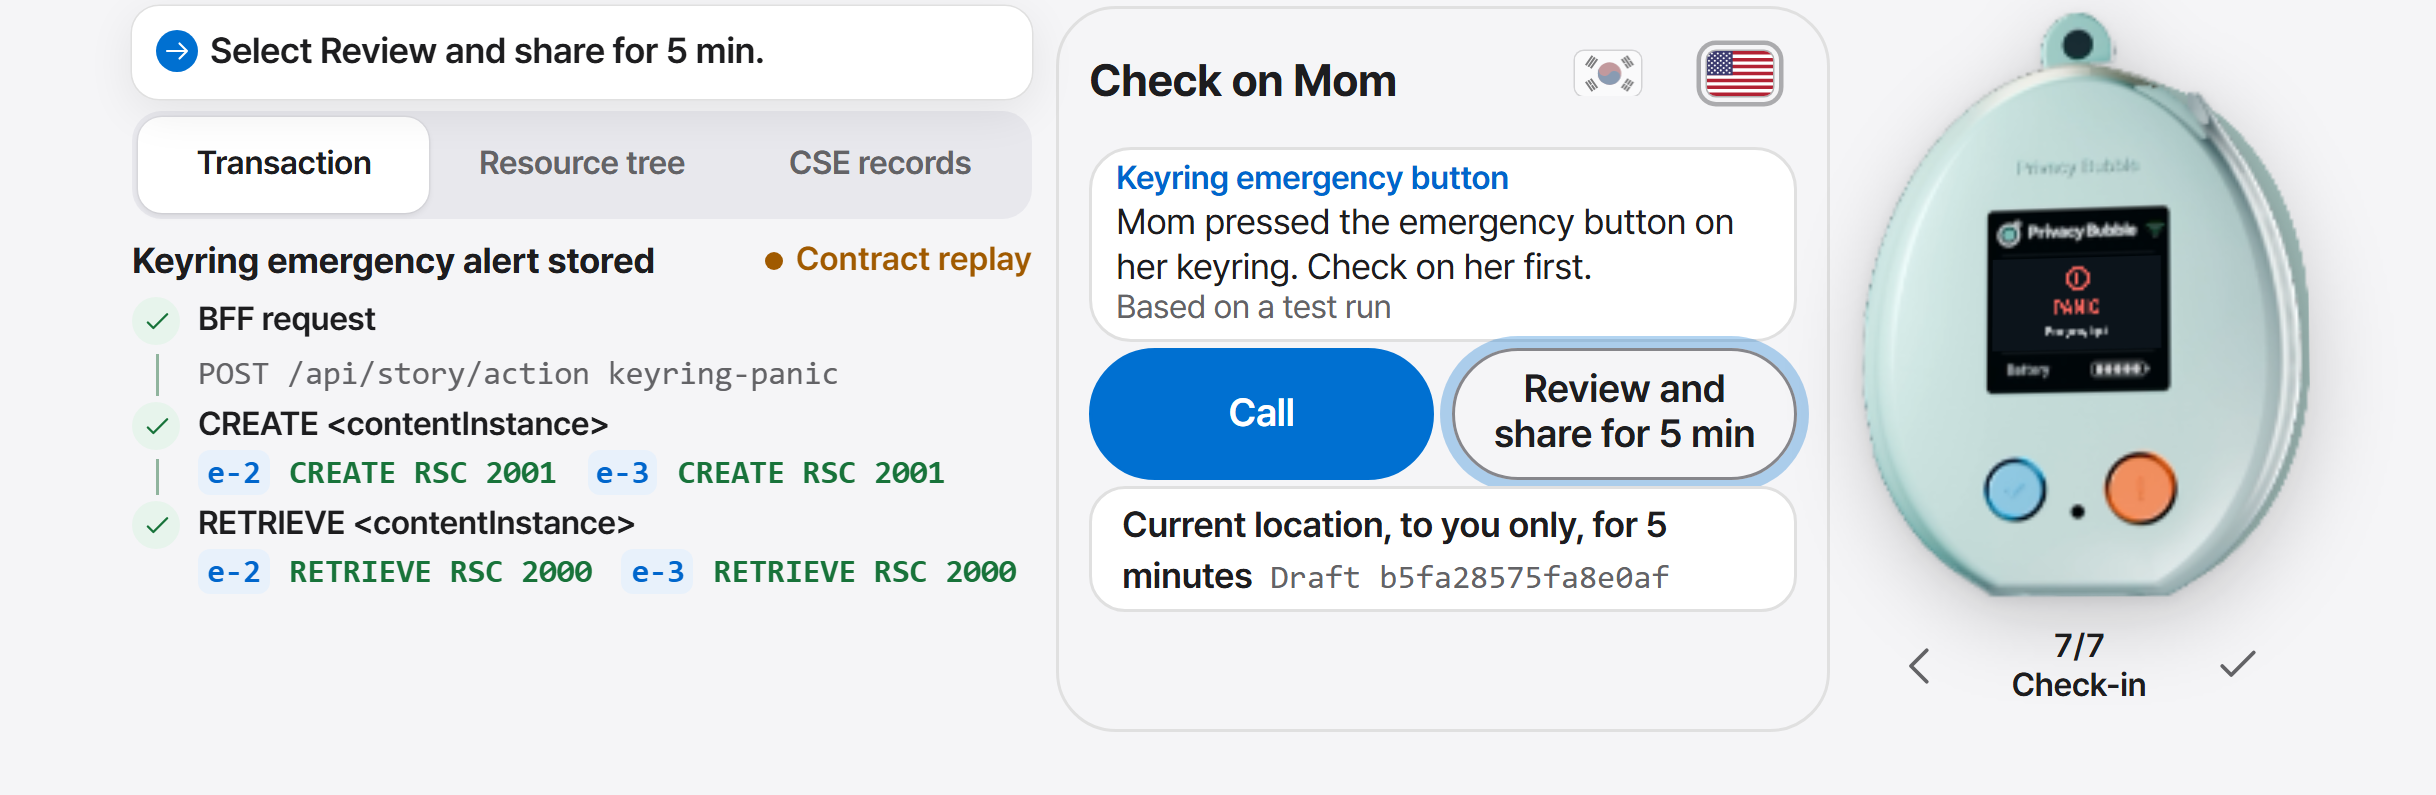 Select Review and share for 5 min.
Transaction
Resource tree
CSE records
Keyring emergency alert stored
Contract replay
BFF request
POST /api/story/action keyring-panic
CREATE <contentInstance>
e-2 CREATE RSC 2001 e-3 CREATE RSC 2001
RETRIEVE <contentInstance>
e-2 RETRIEVE RSC 2000 e-3 RETRIEVE RSC 2000
Check on Mom
Keyring emergency button
Mom pressed the emergency button on
her keyring. Check on her first.
Based on a test run
Call
Review and
share for 5 min
Current location, to you only, for 5
minutes Draft b5fa28575fa8e0af
Privacy Bubble
Privacy Bubble
PANIC
Battery
7/7
Check-in